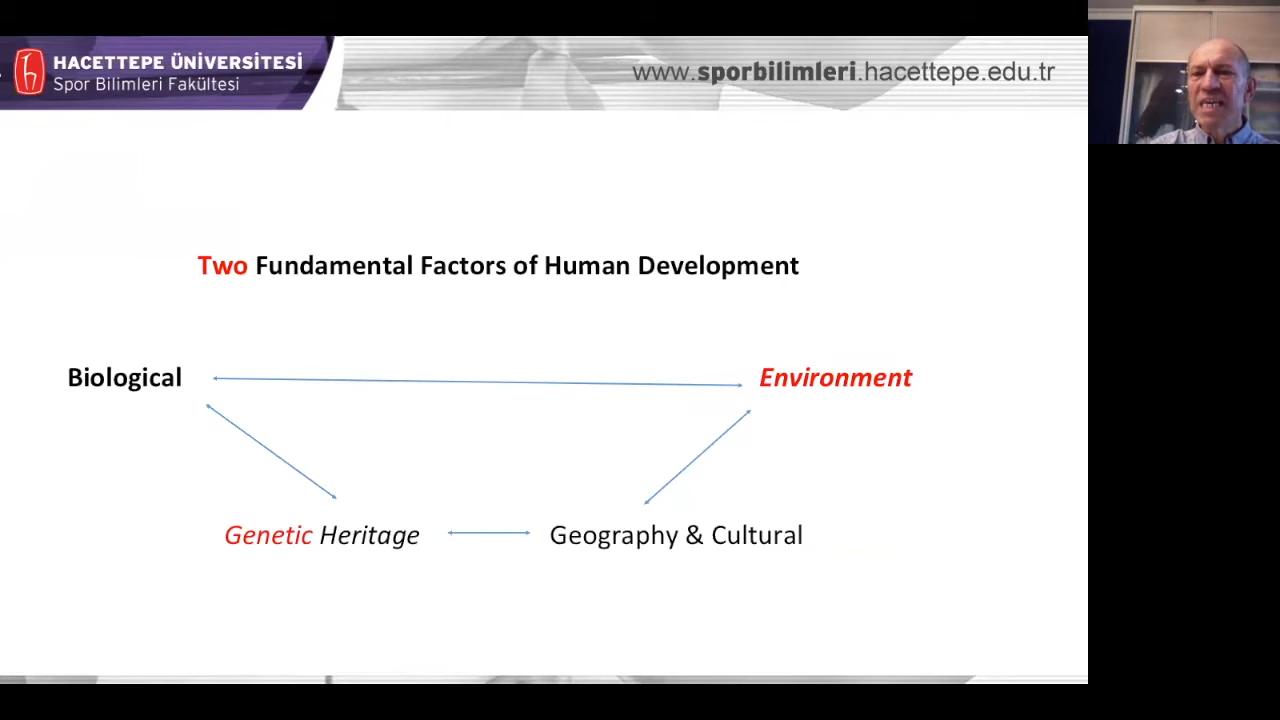 HACETTEPE ÜNİVERSİTESİ
Spor Bilimleri Fakültesi
www.sporbilimleri.hacettepe.edu.tr
Two Fundamental Factors of Human Development
Biological
Environment
Genetic Heritage
Geography & Cultural